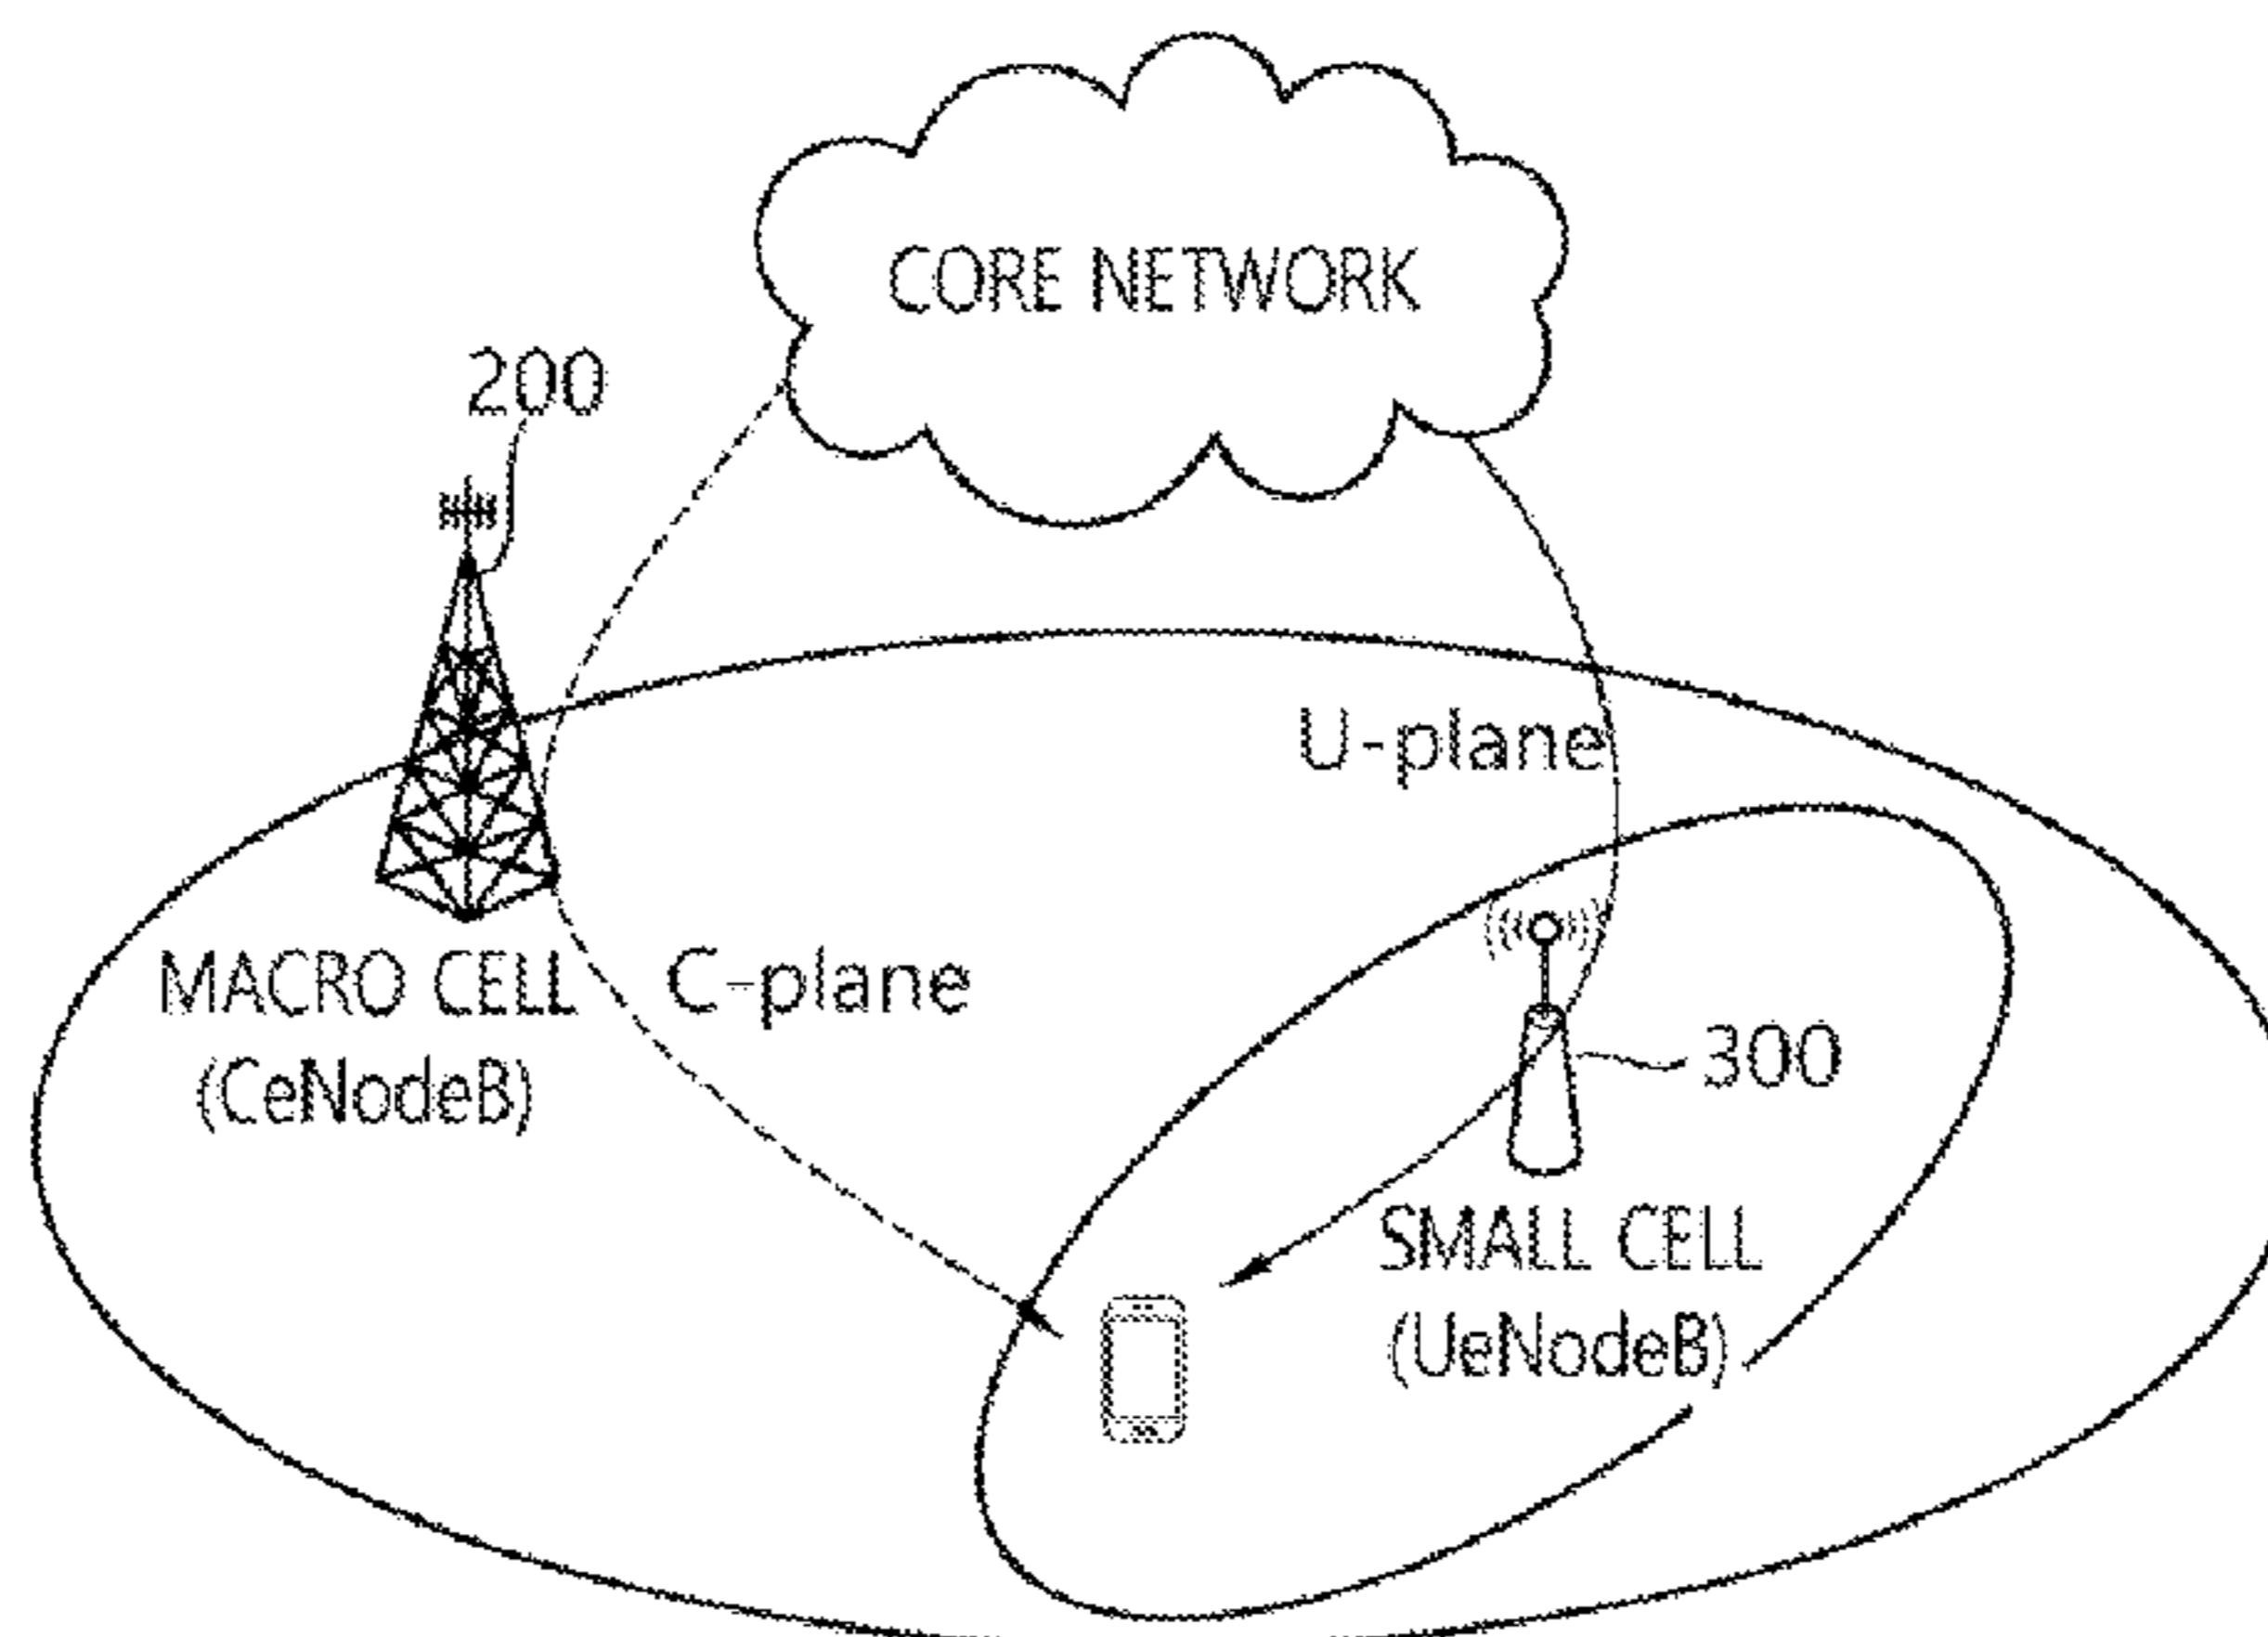 CORE NETWORK
200
U-plane
MACRO CELL
(CeNodeB)
C-plane
300
SMALL CELL
(UeNodeB)